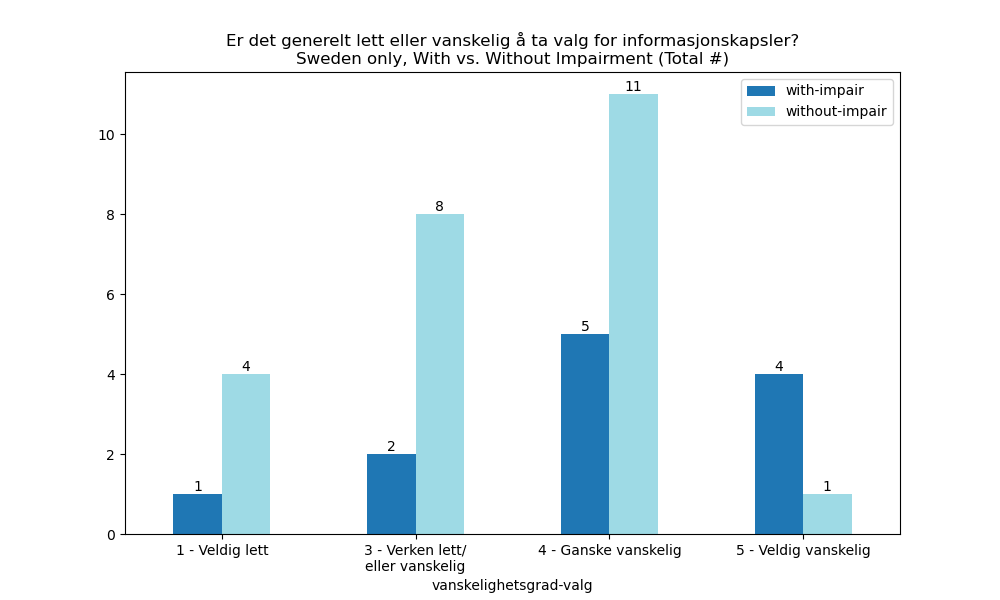 Er det generelt lett eller vanskelig å ta valg for informasjonskapsler?
Sweden only, With vs. Without Impairment (Total #)
with-impair
without-impair
10
8
6
4
2
0
1
4
2
8
5
11
4
1
1 - Veldig lett
3 - Verken lett/
eller vanskelig
4 - Ganske vanskelig
5 - Veldig vanskelig
vanskelighetsgrad-valg